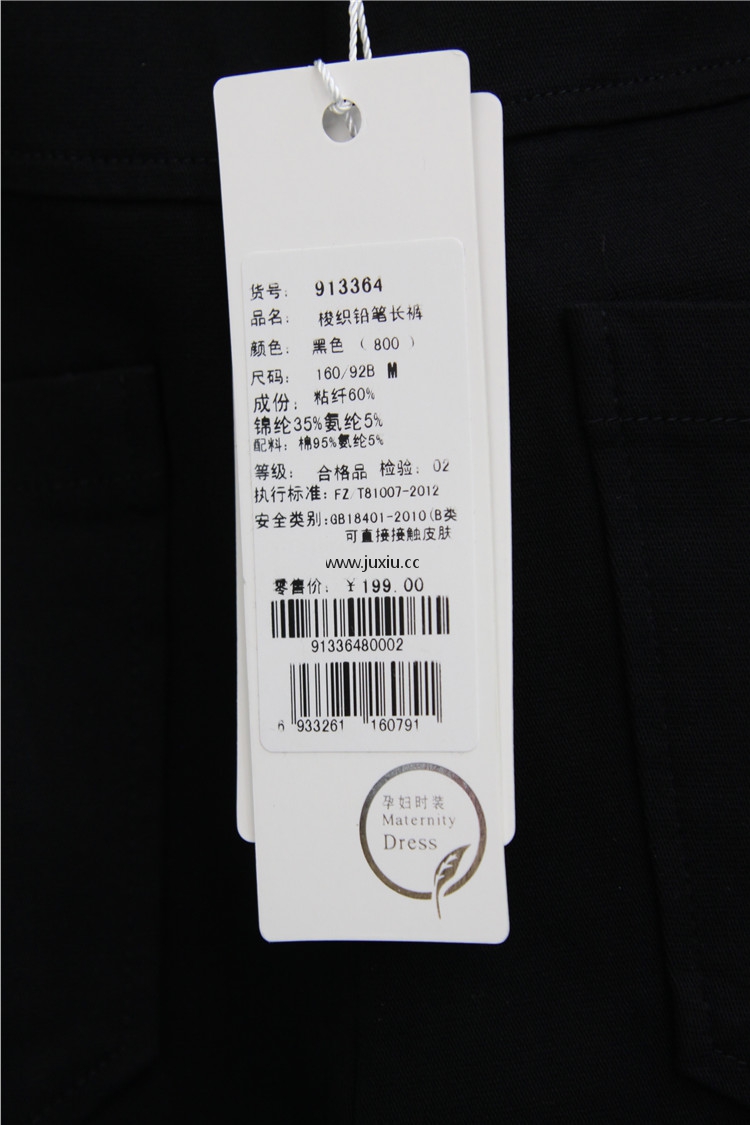 货号: 913364
品名: 梭织铅笔长裤
颜色: 黑色 ( 800 )
尺码: 160/92B M
成份: 粘纤60%
锦纶35%氨纶5%
配料: 棉95%氨纶5%
等级: 合格品 检验: 02
执行标准: FZ/T81007-2012
安全类别:GB18401-2010(B类
可直接接触皮肤
www.juxiu.cc
零售价: ¥199.00
91336480002
6 933261 160791
孕妇时装
Maternity
Dress